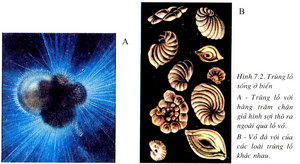 A
B
Hình 7.2. Trùng lỗ
sống ở biển
A - Trùng lỗ với
hàng trăm chân
giả hình sợi thò ra
ngoài qua lỗ vỏ.
B - Vỏ đá vôi của
các loài trùng lỗ
khác nhau.